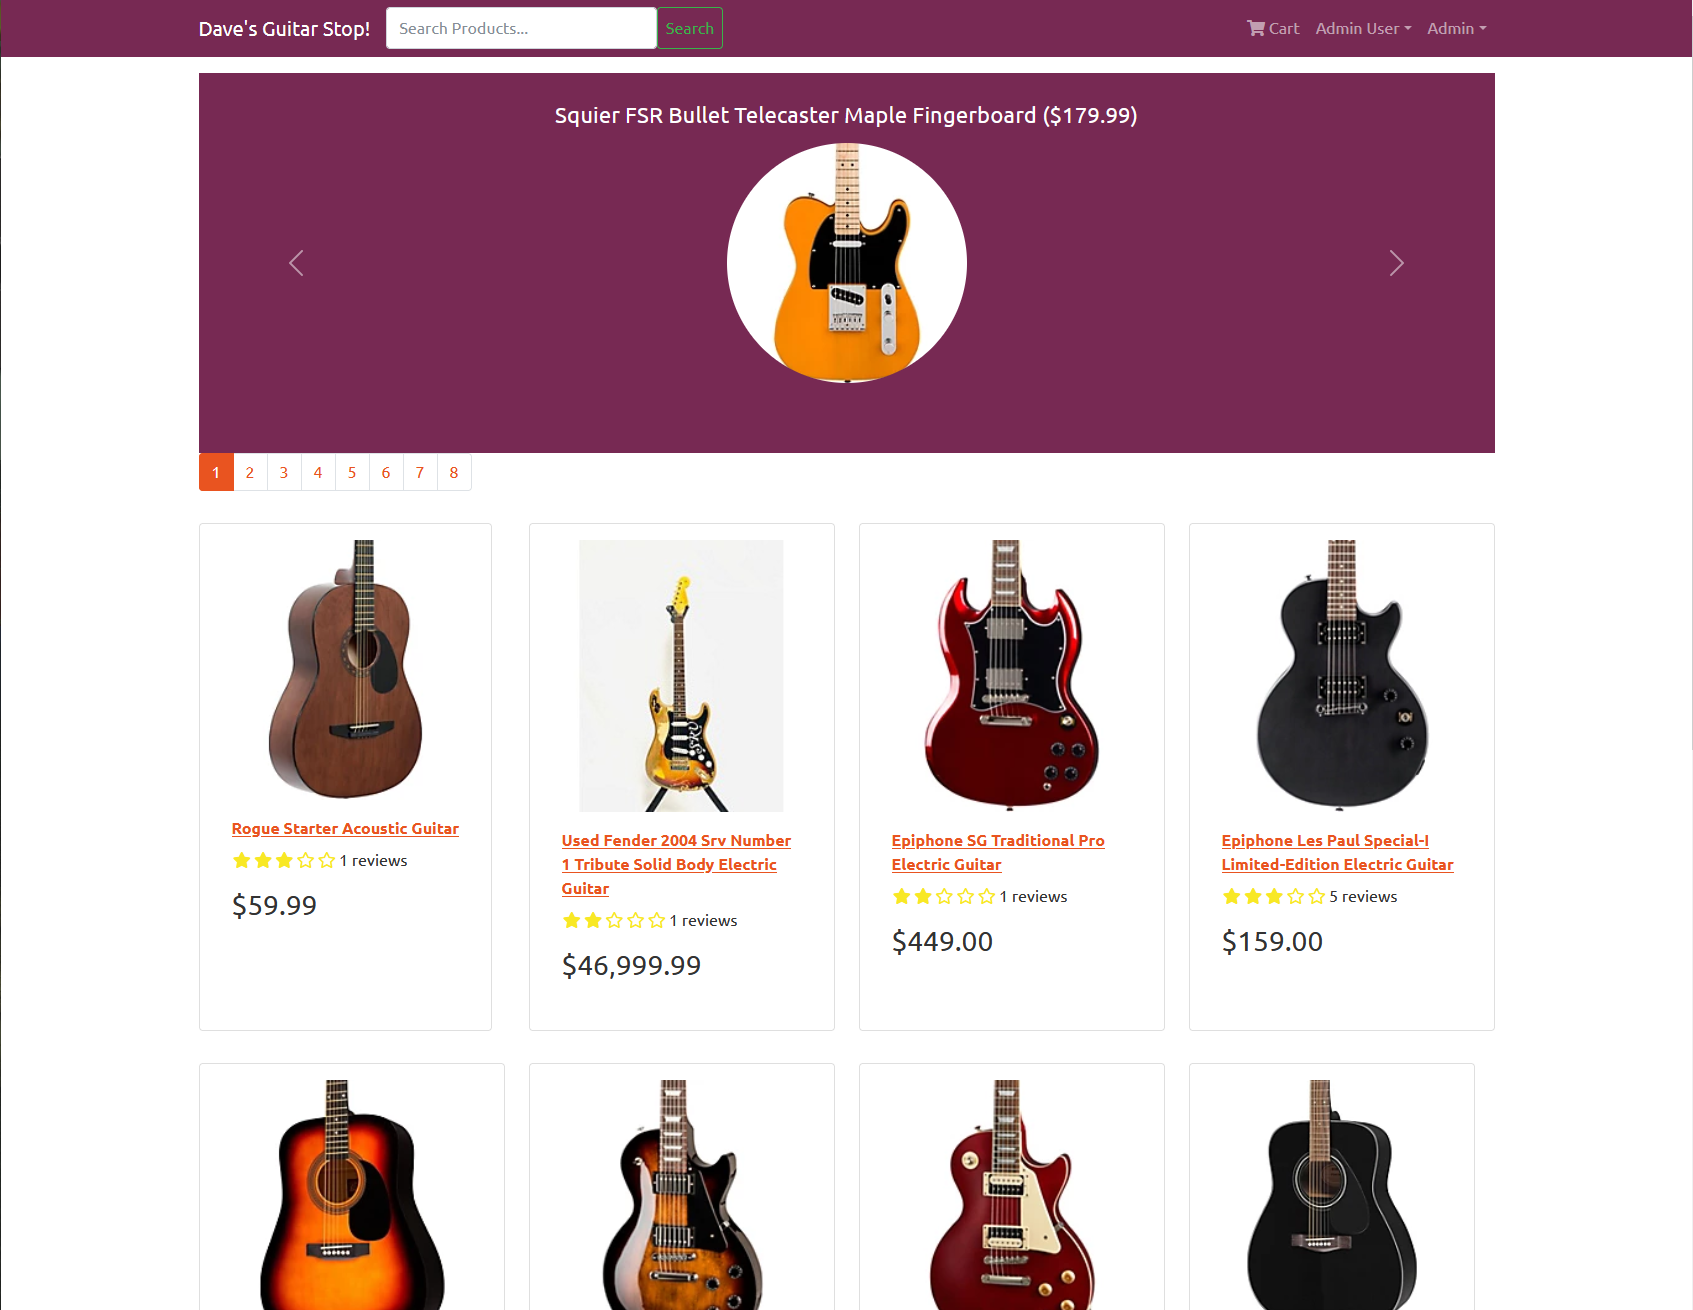 Dave's Guitar Stop!
Search Products...
Search
Cart
Admin User
Admin
Squier FSR Bullet Telecaster Maple Fingerboard ($179.99)
1 2 3 4 5 6 7 8
SRV
Rogue Starter Acoustic Guitar
1 reviews
$59.99
Used Fender 2004 Srv Number
1 Tribute Solid Body Electric
Guitar
1 reviews
$46,999.99
Epiphone SG Traditional Pro
Electric Guitar
1 reviews
$449.00
Epiphone Les Paul Special-I
Limited-Edition Electric Guitar
5 reviews
$159.00